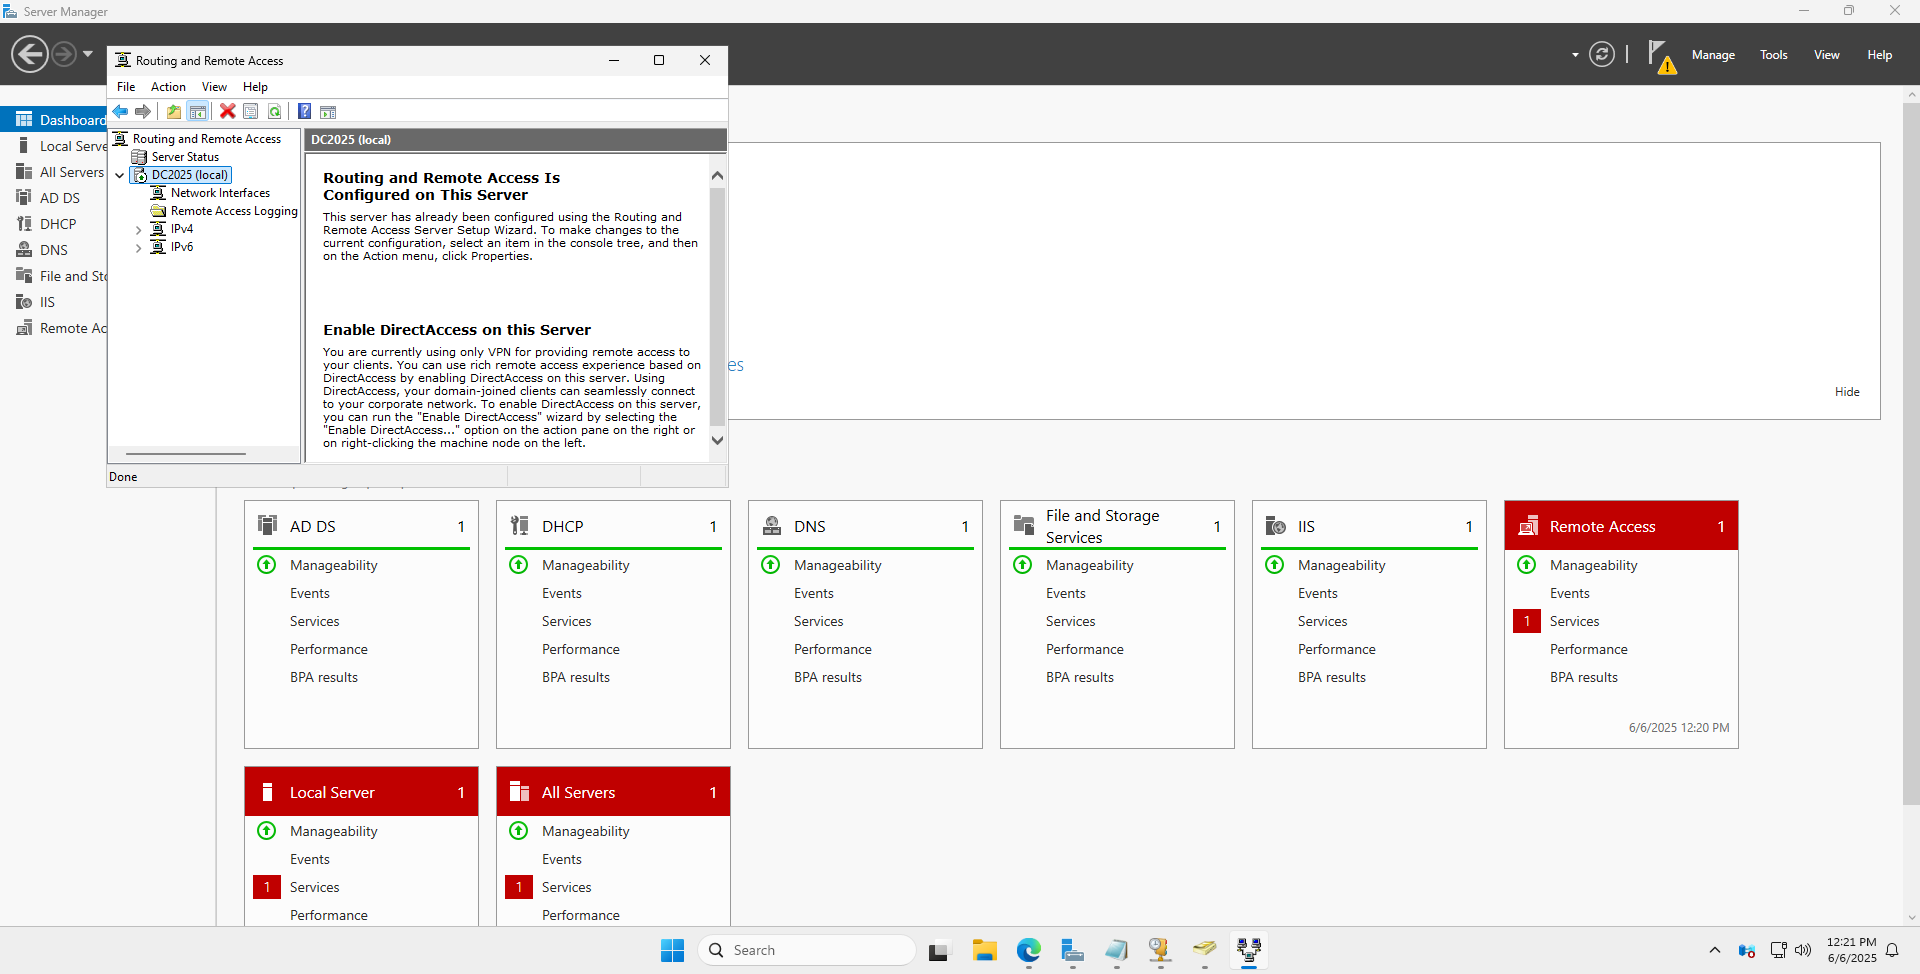 Server Manager
Manage
Tools
View
Help
Routing and Remote Access
File
Action
View
Help
Routing and Remote Access
Server Status
DC2025 (local)
Network Interfaces
Remote Access Logging
IPv4
IPv6
DC2025 (local)
Routing and Remote Access Is
Configured on This Server
This server has already been configured using the Routing and
Remote Access Server Setup Wizard. To make changes to the
current configuration, select an item in the console tree, and then
on the Action menu, click Properties.
Enable DirectAccess on this Server
You are currently using only VPN for providing remote access to
your clients. You can use rich remote access experience based on
DirectAccess by enabling DirectAccess on this server. Using
DirectAccess, your domain-joined clients can seamlessly connect
to your corporate network. To enable DirectAccess on this server,
you can run the "Enable DirectAccess" wizard by selecting the
"Enable DirectAccess..." option on the action pane on the right or
on right-clicking the machine node on the left.
Done
Dashboard
Local Serve
All Servers
AD DS
DHCP
DNS
File and Sto
IIS
Remote Ac
es
Hide
AD DS 1
Manageability
Events
Services
Performance
BPA results
DHCP 1
Manageability
Events
Services
Performance
BPA results
DNS 1
Manageability
Events
Services
Performance
BPA results
File and Storage
Services 1
Manageability
Events
Services
Performance
BPA results
IIS 1
Manageability
Events
Services
Performance
BPA results
Remote Access 1
Manageability
Events
1 Services
Performance
BPA results
6/6/2025 12:20 PM
Local Server 1
Manageability
Events
1 Services
Performance
All Servers 1
Manageability
Events
1 Services
Performance
Search
12:21 PM
6/6/2025